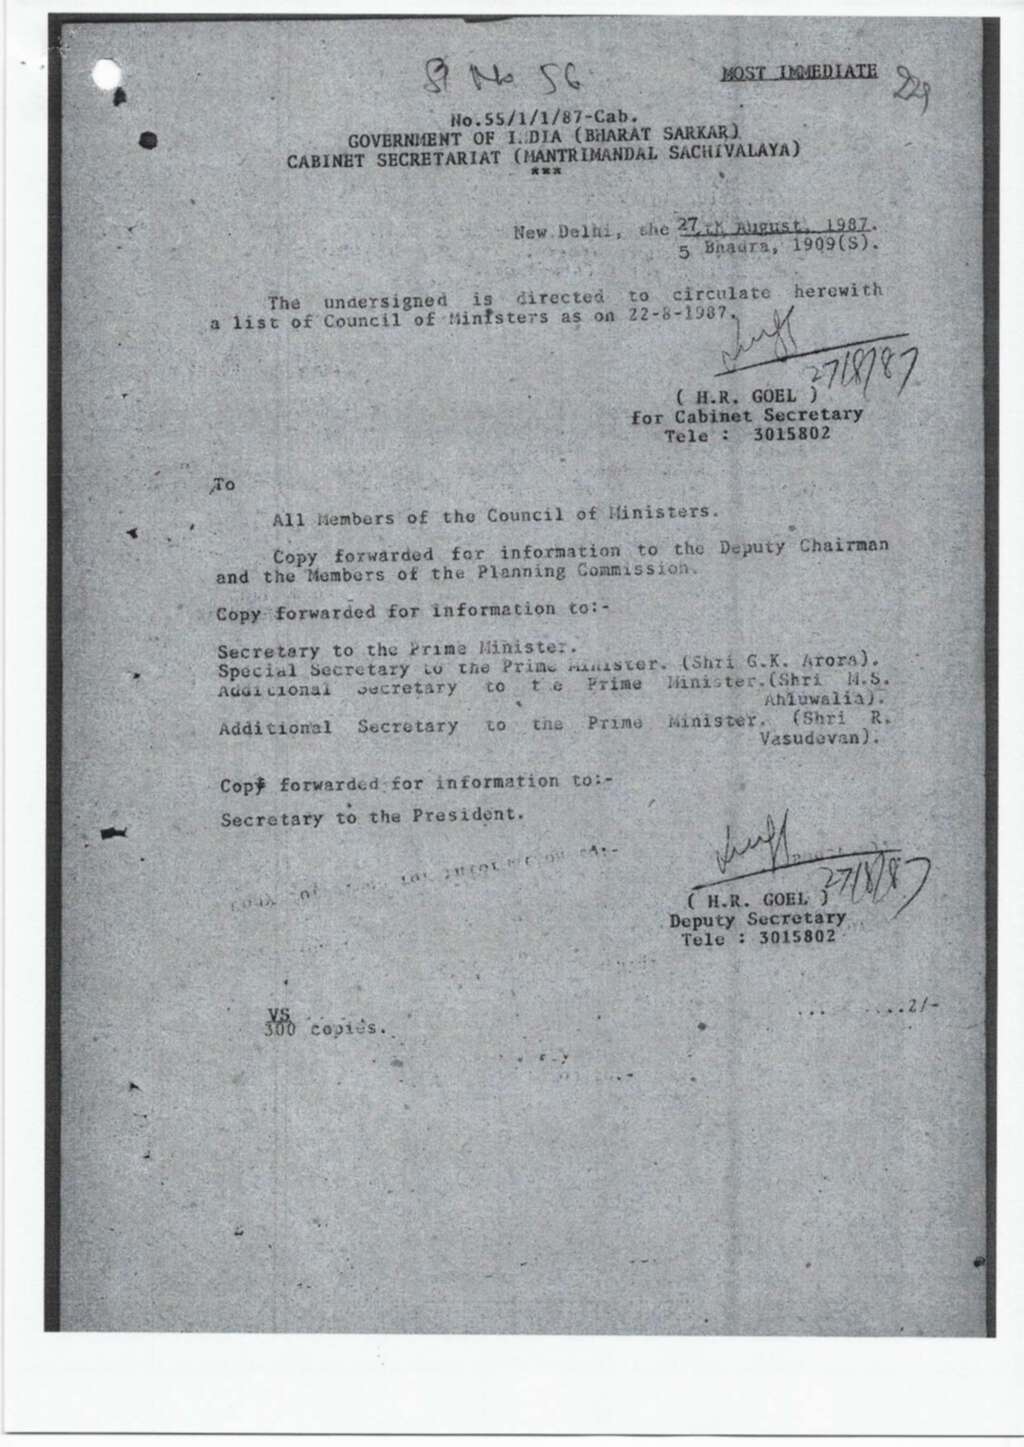 Sl No 56
MOST IMMEDIATE
No.55/1/1/87-Cab.
GOVERNMENT OF I.DIA (BHARAT SARKAR)
CABINET SECRETARIAT (MANTRIMANDAL SACHIVALAYA)
***
New Delhi, the 27th August, 1987.
5 Bhadra, 1909(S).
The undersigned is directed to circulate herewith
a list of Council of Ministers as on 22-8-1987.
27/8/87
( H.R. GOEL )
for Cabinet Secretary
Tele : 3015802
To
All Members of the Council of Ministers.
Copy forwarded for information to the Deputy Chairman
and the Members of the Planning Commission.
Copy forwarded for information to:-
Secretary to the Prime Minister.
Special Secretary to the Prime Minister. (Shri G.K. Arora).
Additional Secretary to t e Prime Minister.(Shri M.S.
Ahluwalia).
Additional Secretary to the Prime Minister. (Shri R.
Vasudevan).
Copy forwarded for information to:-
Secretary to the President.
27/8/87
( H.R. GOEL )
Deputy Secretary
Tele : 3015802
VS
300 copies.
..2/-